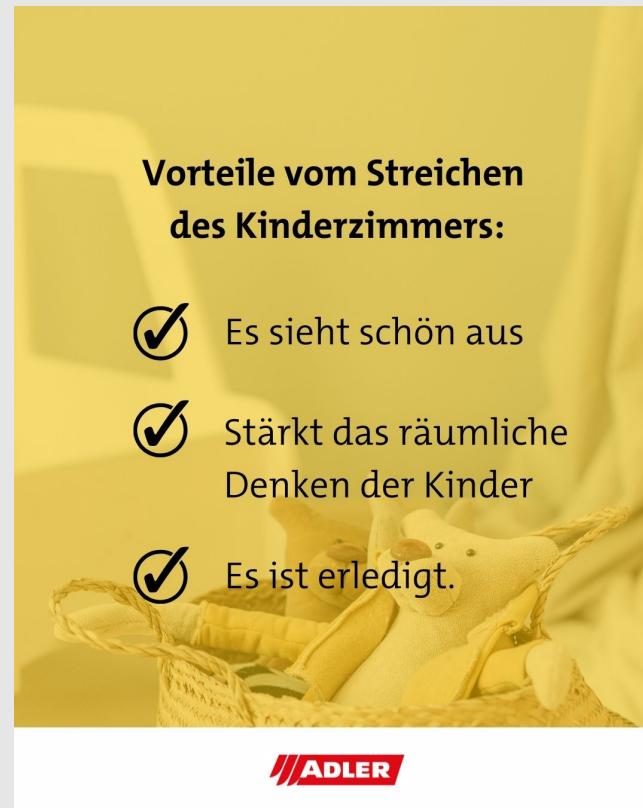 Vorteile vom Streichen
des Kinderzimmers:
Es sieht schön aus
Stärkt das räumliche
Denken der Kinder
Es ist erledigt.
ADLER